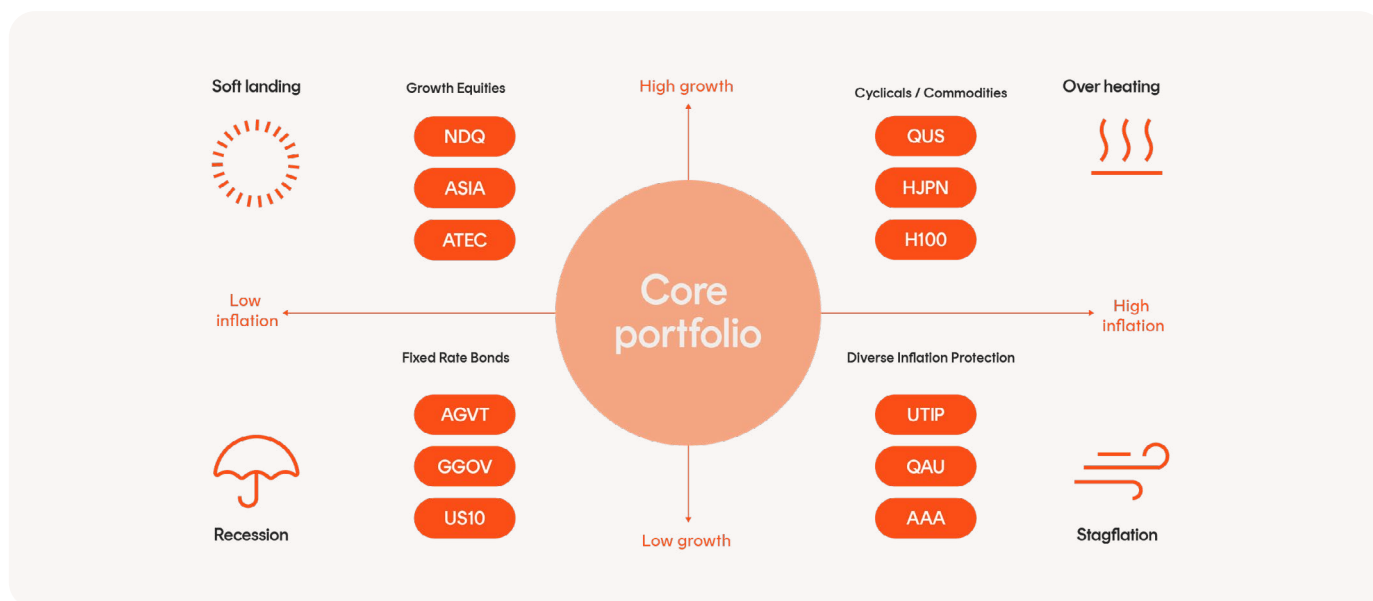 Soft landing
Growth Equities
NDQ
ASIA
ATEC
High growth
Cyclicals / Commodities
QUS
HJPN
H100
Over heating
Low
inflation
Core
portfolio
High
inflation
Fixed Rate Bonds
AGVT
GGOV
US10
Recession
Low growth
Diverse Inflation Protection
UTIP
QAU
AAA
Stagflation